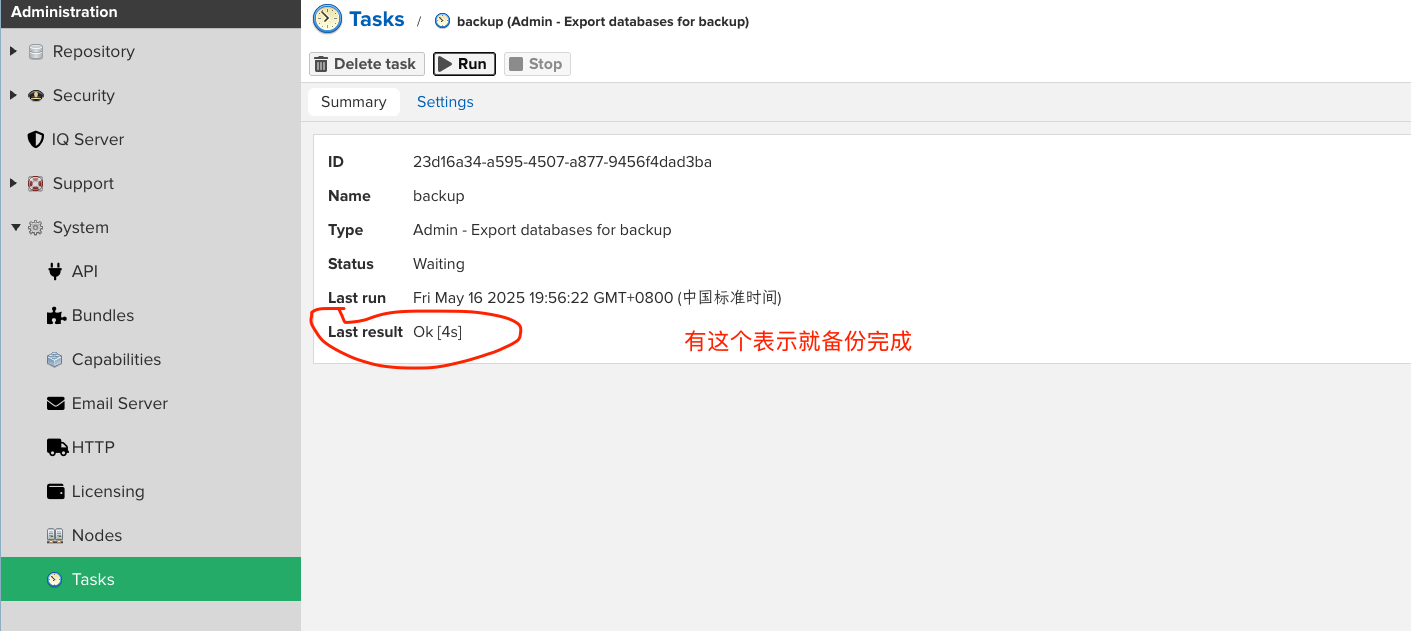 Administration
Repository
Security
IQ Server
Support
System
API
Bundles
Capabilities
Email Server
HTTP
Licensing
Nodes
Tasks
Tasks / backup (Admin - Export databases for backup)
Delete task Run Stop
Summary Settings
ID 23d16a34-a595-4507-a877-9456f4dad3ba
Name backup
Type Admin - Export databases for backup
Status Waiting
Last run Fri May 16 2025 19:56:22 GMT+0800 (中国标准时间)
Last result Ok [4s]
有这个表示就备份完成